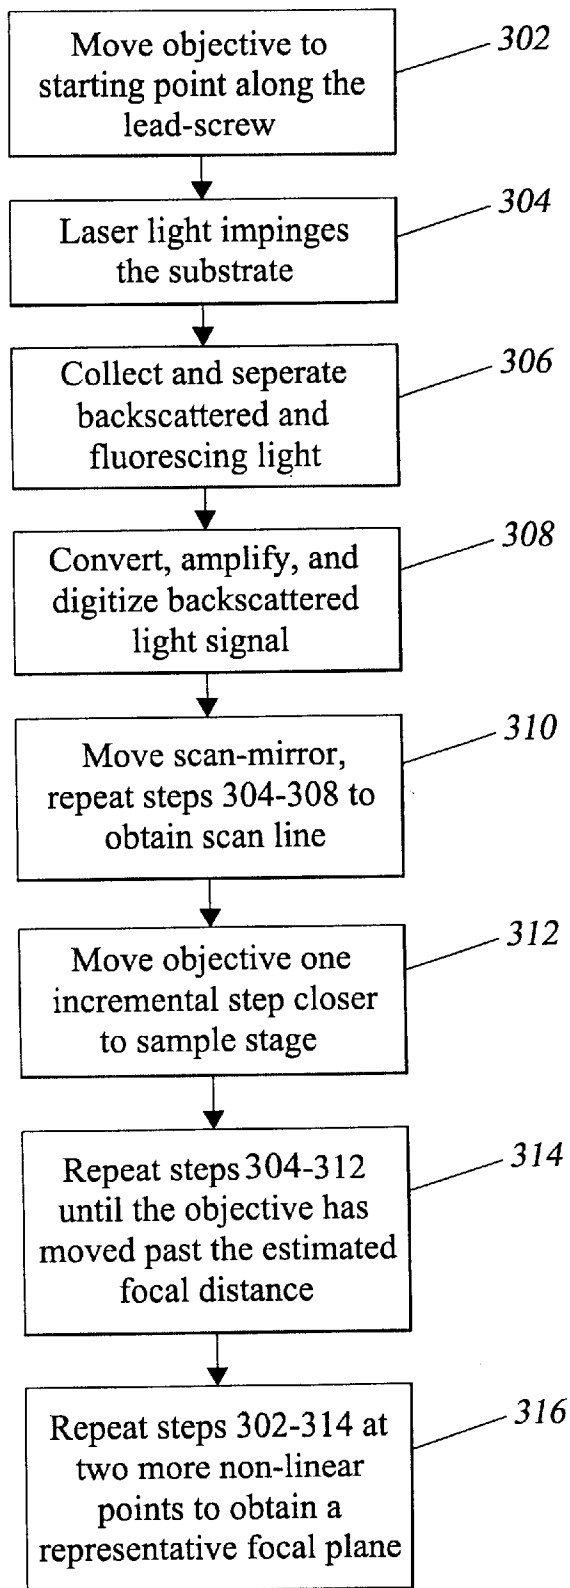 Move objective to
starting point along the
lead-screw
302
Laser light impinges
the substrate
304
Collect and seperate
backscattered and
fluorescing light
306
Convert, amplify, and
digitize backscattered
light signal
308
Move scan-mirror,
repeat steps 304-308 to
obtain scan line
310
Move objective one
incremental step closer
to sample stage
312
Repeat steps 304-312
until the objective has
moved past the estimated
focal distance
314
Repeat steps 302-314 at
two more non-linear
points to obtain a
representative focal plane
316